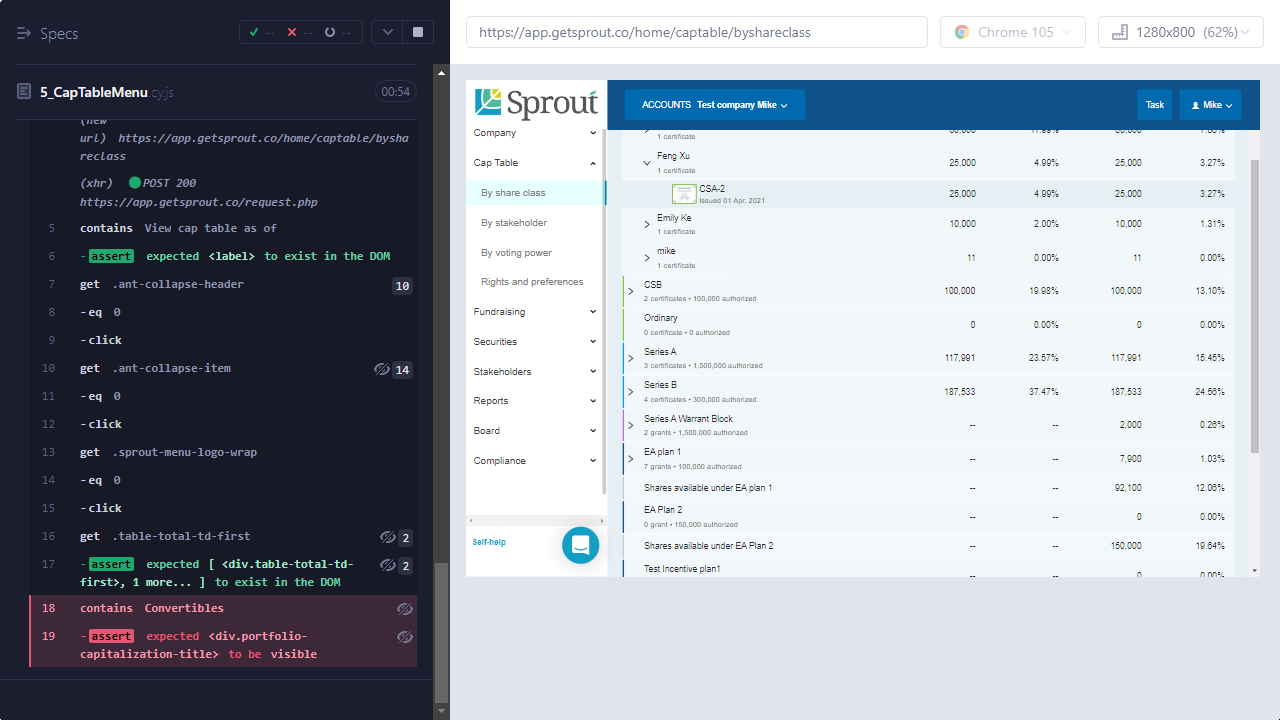 Specs
--
--
--
5_CapTableMenu.cy.js
00:54
(new
url) https://app.getsprout.co/home/captable/bysha
reclass
(xhr) POST 200
https://app.getsprout.co/request.php
5 contains View cap table as of
6 -assert expected <label> to exist in the DOM
7 get .ant-collapse-header 10
8 -eq 0
9 -click
10 get .ant-collapse-item 14
11 -eq 0
12 -click
13 get .sprout-menu-logo-wrap
14 -eq 0
15 -click
16 get .table-total-td-first 2
17 -assert expected [ <div.table-total-td-
first>, 1 more... ] to exist in the DOM 2
18 contains Convertibles
19 -assert expected <div.portfolio-
capitalization-title> to be visible
https://app.getsprout.co/home/captable/byshareclass
Chrome 105
1280x800 (62%)
Sprout
ACCOUNTS Test company Mike
Task
Mike
Company
Cap Table
By share class
By stakeholder
By voting power
Rights and preferences
Fundraising
Securities
Stakeholders
Reports
Board
Compliance
Self-help
1 certificate
Feng Xu 25,000 4.99% 25,000 3.27%
1 certificate
CSA-2 25,000 4.99% 25,000 3.27%
Issued 01 Apr, 2021
Emily Ke 10,000 2.00% 10,000 1.31%
1 certificate
mike 11 0.00% 11 0.00%
1 certificate
CSB 100,000 19.98% 100,000 13.10%
2 certificates • 100,000 authorized
Ordinary 0 0.00% 0 0.00%
0 certificate • 0 authorized
Series A 117,991 23.57% 117,991 15.45%
3 certificates • 1,500,000 authorized
Series B 187,533 37.47% 187,533 24.56%
4 certificates • 300,000 authorized
Series A Warrant Block -- -- 2,000 0.26%
2 grants • 1,500,000 authorized
EA plan 1 -- -- 7,900 1.03%
7 grants • 100,000 authorized
Shares available under EA plan 1 -- -- 92,100 12.06%
EA Plan 2 -- -- 0 0.00%
0 grant • 150,000 authorized
Shares available under EA Plan 2 -- -- 150,000 19.64%
Test Incentive plan1 -- -- 0 0.00%